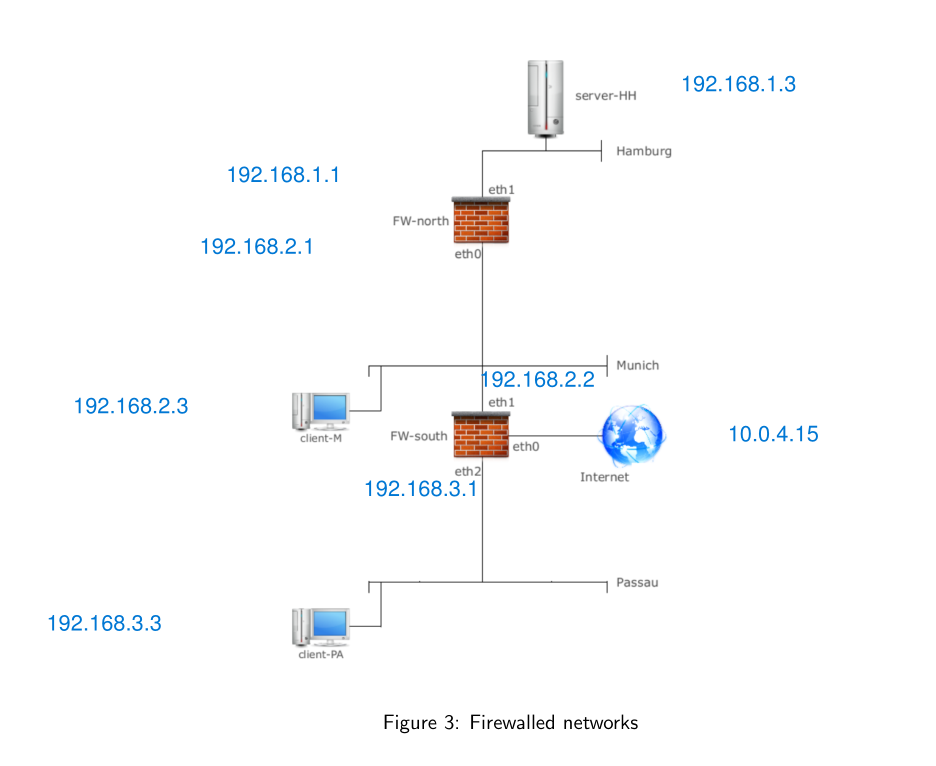 192.168.1.3
server-HH
Hamburg
192.168.1.1
eth1
FW-north
192.168.2.1
eth0
Munich
192.168.2.2
eth1
192.168.2.3
client-M
FW-south
eth0
10.0.4.15
eth2
Internet
192.168.3.1
Passau
192.168.3.3
client-PA
Figure 3: Firewalled networks